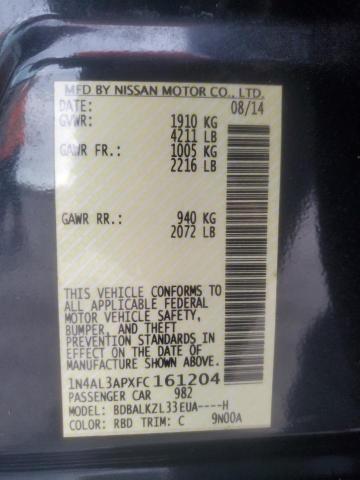 MFD BY NISSAN MOTOR CO., LTD.
DATE: 08/14
GVWR: 1910 KG
4211 LB
GAWR FR.: 1005 KG
2216 LB
GAWR RR.: 940 KG
2072 LB
THIS VEHICLE CONFORMS TO
ALL APPLICABLE FEDERAL
MOTOR VEHICLE SAFETY,
BUMPER, AND THEFT
PREVENTION STANDARDS IN
EFFECT ON THE DATE OF
MANUFACTURE SHOWN ABOVE.
1N4AL3APXFC161204
PASSENGER CAR 982
MODEL: BDBALKZL33EUA----H
COLOR: RBD TRIM: C 9N00A